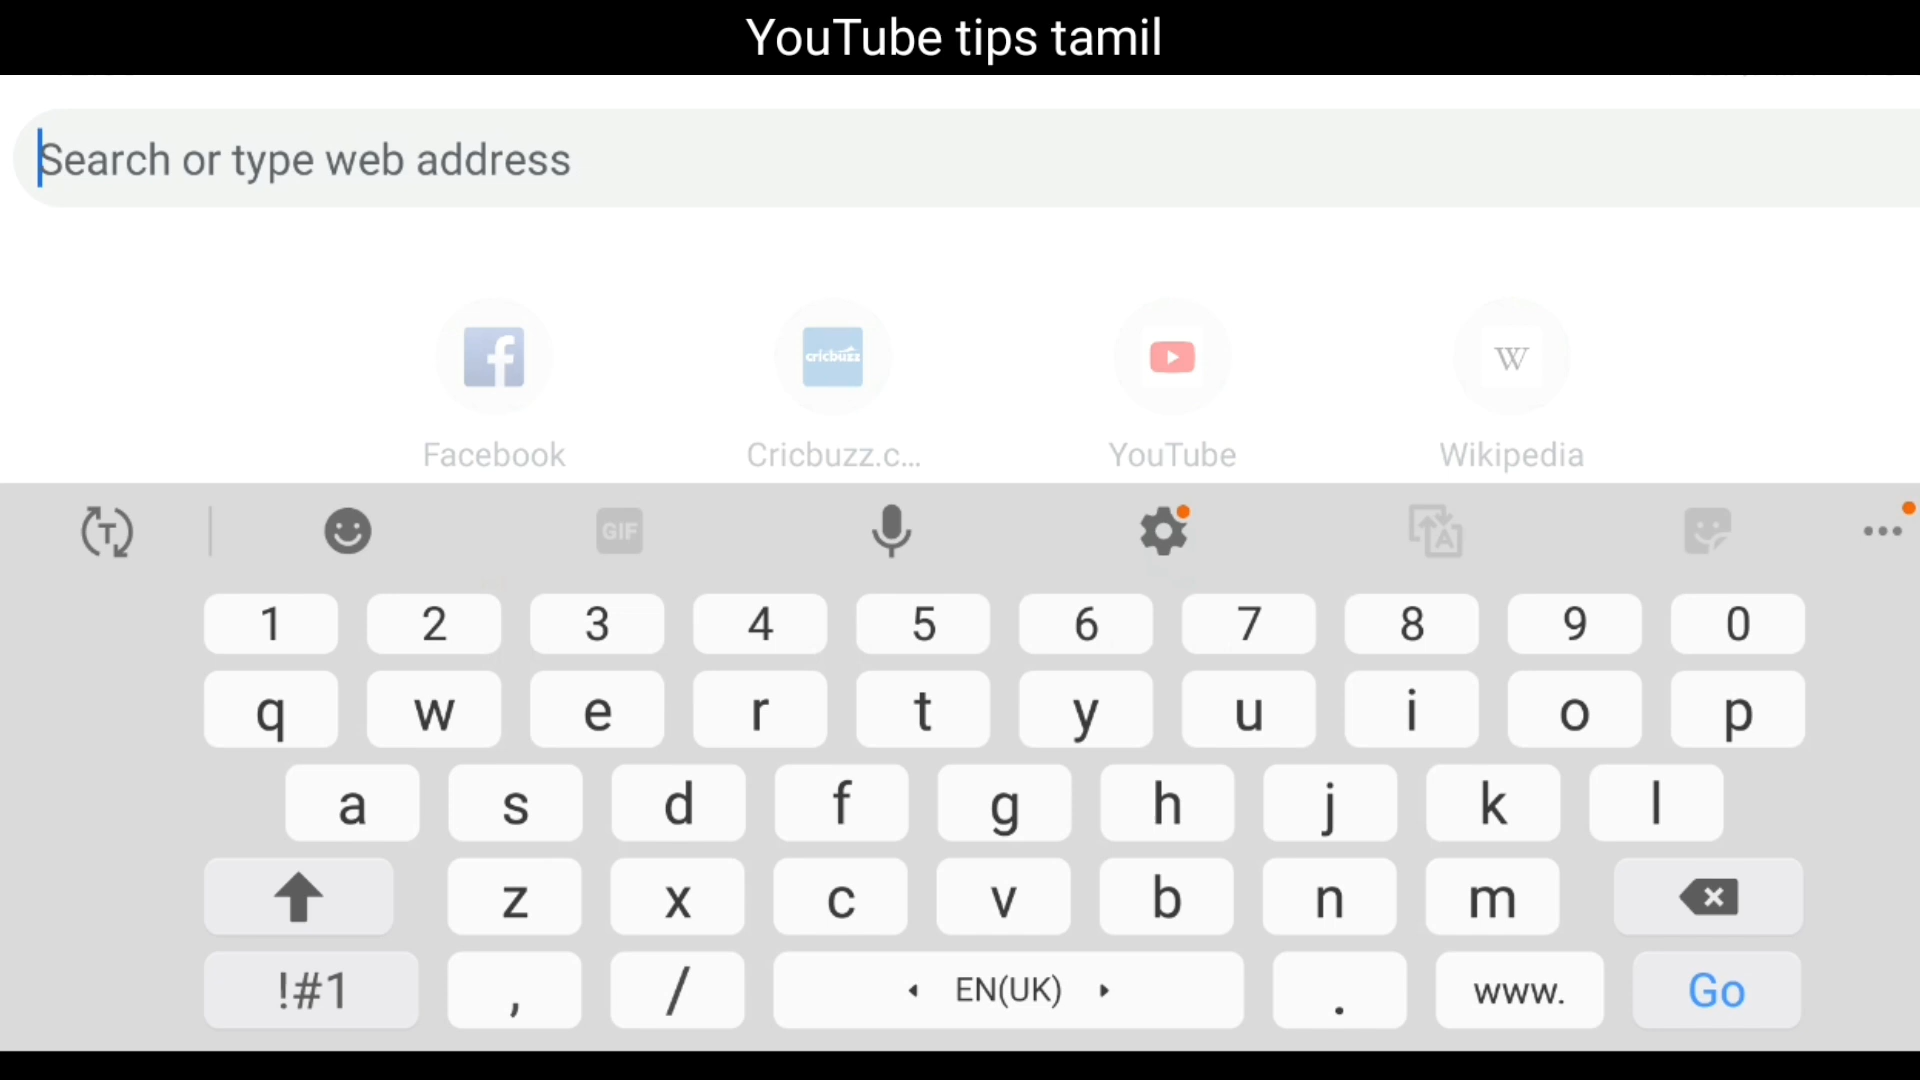 YouTube tips tamil
Search or type web address
cricbuzz
W
Facebook
Cricbuzz.c...
YouTube
Wikipedia
T
GIF
A
1 2 3 4 5 6 7 8 9 0
q w e r t y u i o p
a s d f g h j k l
z x c v b n m
!#1 , / EN(UK) . www. Go